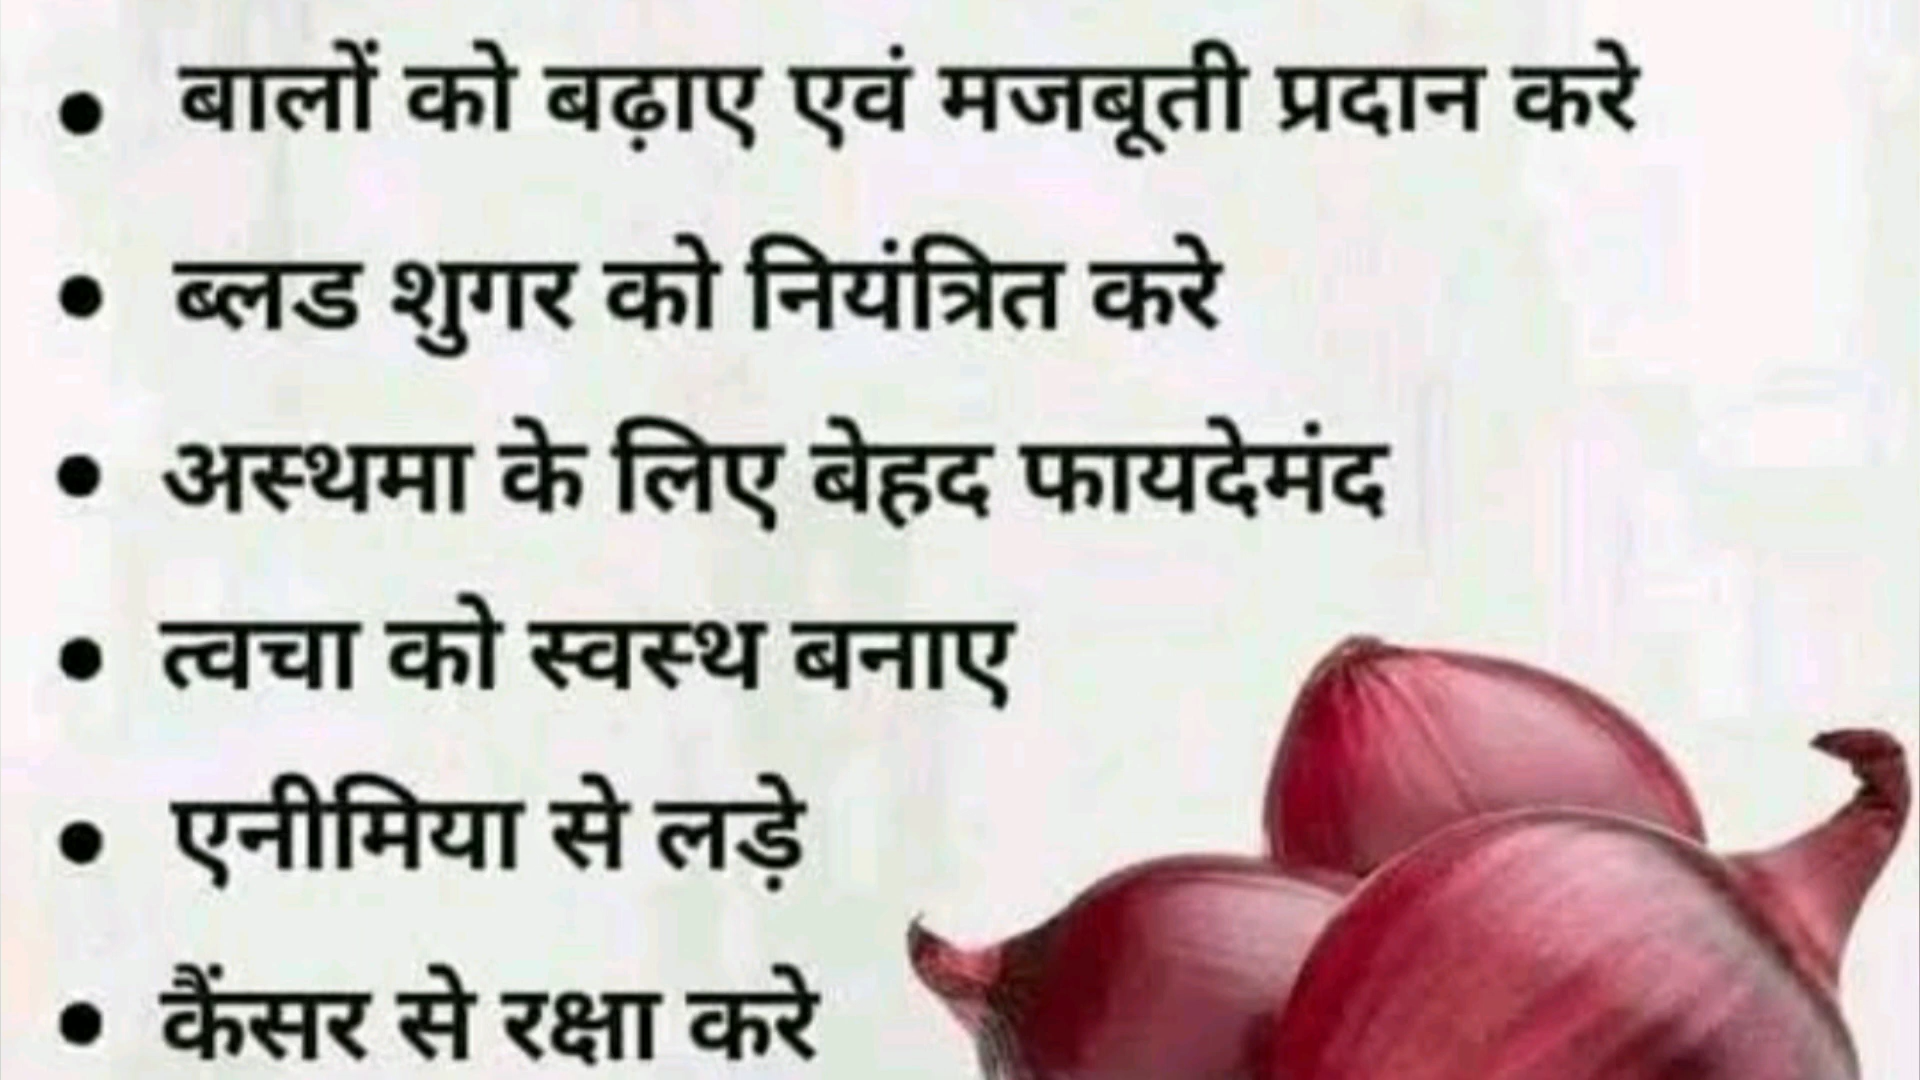 • बालों को बढ़ाए एवं मजबूती प्रदान करे
• ब्लड शुगर को नियंत्रित करे
• अस्थमा के लिए बेहद फायदेमंद
• त्वचा को स्वस्थ बनाए
• एनीमिया से लड़े
• कैंसर से रक्षा करे